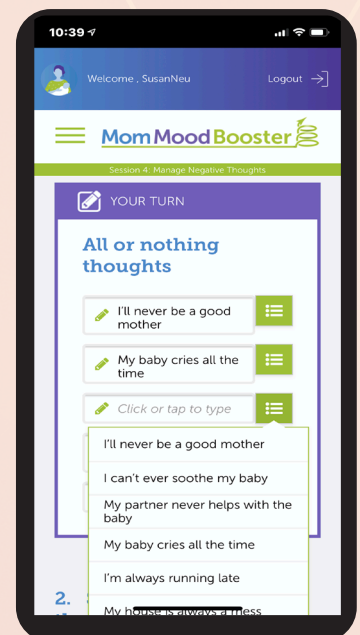 10:39
Welcome , SusanNeu
Logout
Mom Mood Booster
Session 4: Manage Negative Thoughts
YOUR TURN
All or nothing
thoughts
I'll never be a good
mother
My baby cries all the
time
Click or tap to type
I'll never be a good mother
I can't ever soothe my baby
My partner never helps with the
baby
My baby cries all the time
I'm always running late
2.
My house is always a mess